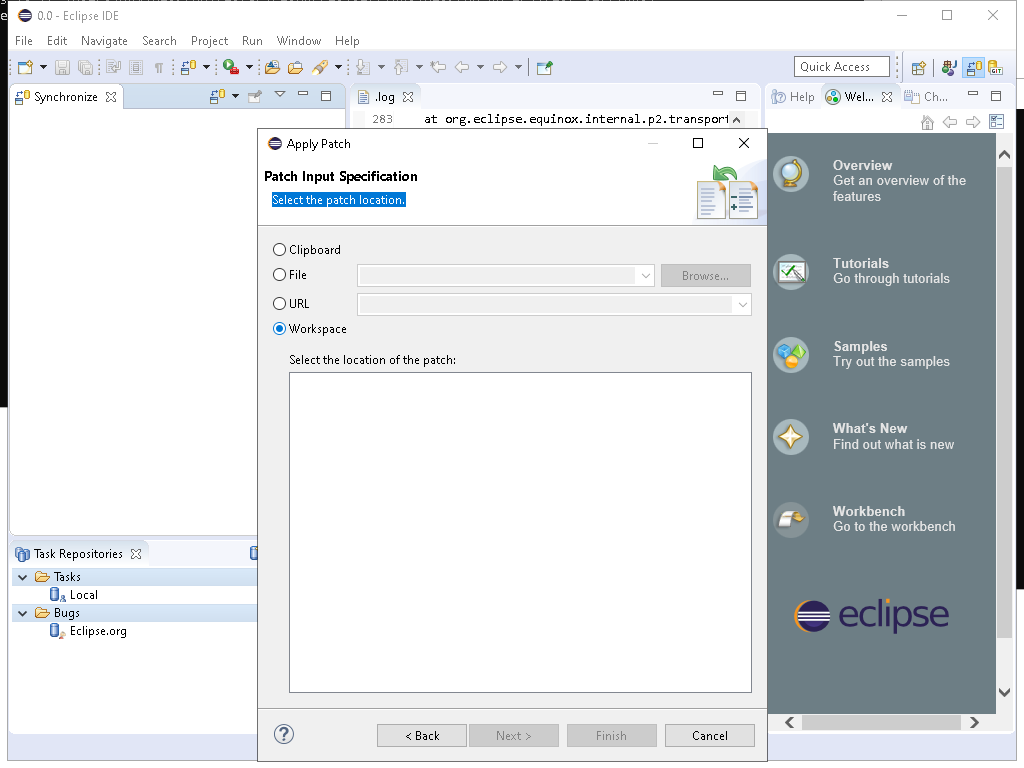 0.0 - Eclipse IDE
File Edit Navigate Search Project Run Window Help
Quick Access
GIT
Synchronize
.log
Help
Wel...
Ch...
283 at org.eclipse.equinox.internal.p2.transport
Apply Patch
Patch Input Specification
Select the patch location.
Clipboard
File
Browse...
URL
Workspace
Select the location of the patch:
< Back
Next >
Finish
Cancel
Overview
Get an overview of the
features
Tutorials
Go through tutorials
Samples
Try out the samples
What's New
Find out what is new
Workbench
Go to the workbench
eclipse
Task Repositories
Tasks
Local
Bugs
Eclipse.org